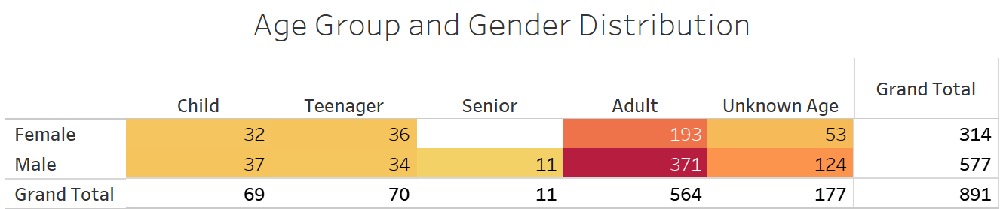 Age Group and Gender Distribution
Child Teenager Senior Adult Unknown Age Grand Total
Female 32 36 193 53 314
Male 37 34 11 371 124 577
Grand Total 69 70 11 564 177 891